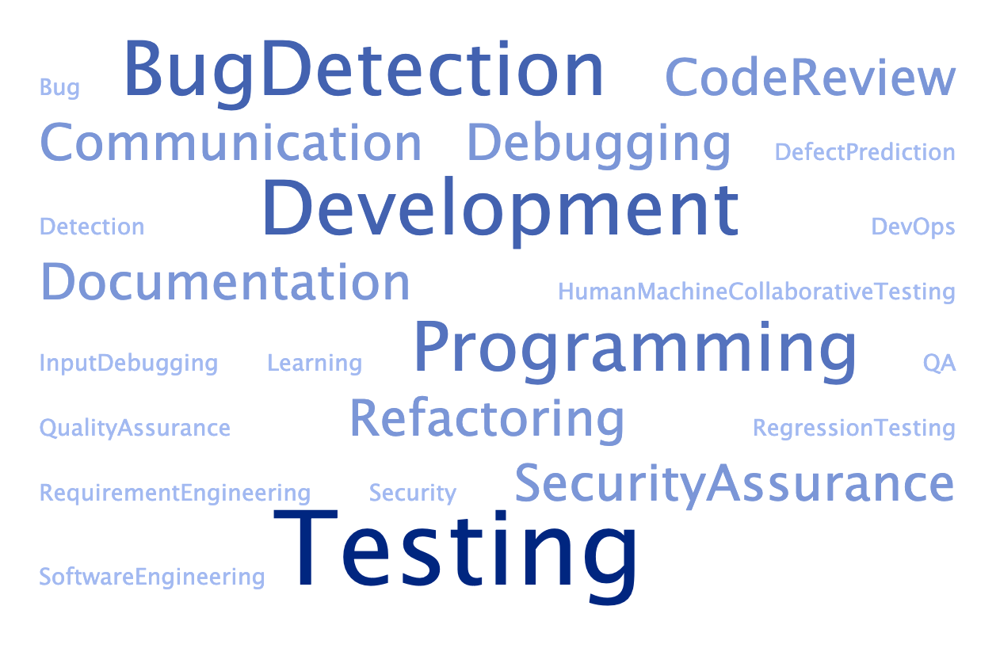 Bug BugDetection CodeReview
Communication Debugging DefectPrediction
Detection Development DevOps
Documentation HumanMachineCollaborativeTesting
InputDebugging Learning Programming QA
QualityAssurance Refactoring RegressionTesting
RequirementEngineering Security SecurityAssurance
SoftwareEngineering Testing